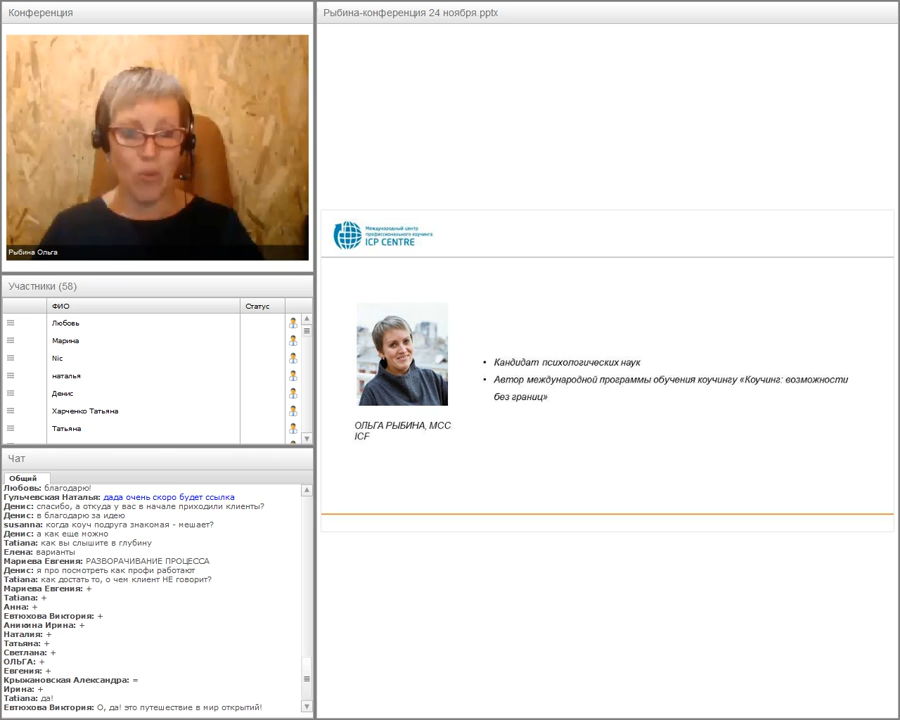 Конференция
Рыбина Ольга
Участники (58)
ФИО
Статус
Любовь
Марина
Nic
наталья
Денис
Харченко Татьяна
Татьяна
Чат
Общий
Любовь: благодарю!
Гульчевская Наталья: дада очень скоро будет ссылка
Денис: спасибо, а откуда у вас в начале приходили клиенты?
Денис: в благодарю за идею
susanna: когда коуч подруга знакомая - мешает?
Денис: а как еще можно
Tatiana: как вы слышите в глубину
Елена: варианты
Мариева Евгения: РАЗВОРАЧИВАНИЕ ПРОЦЕССА
Денис: я про посмотреть как профи работают
Tatiana: как достать то, о чем клиент НЕ говорит?
Мариева Евгения: +
Tatiana: +
Анна: +
Евтюхова Виктория: +
Аникина Ирина: +
Наталия: +
Татьяна: +
Светлана: +
ОЛЬГА: +
Евгения: +
Крыжановская Александра: =
Ирина: +
Tatiana: да!
Евтюхова Виктория: О, да! это путешествие в мир открытий!
Рыбина-конференция 24 ноября.pptx
Международный центр
профессионального коучинга
ICP CENTRE
Кандидат психологических наук
Автор международной программы обучения коучингу «Коучинг: возможности
без границ»
ОЛЬГА РЫБИНА, МСС
ICF